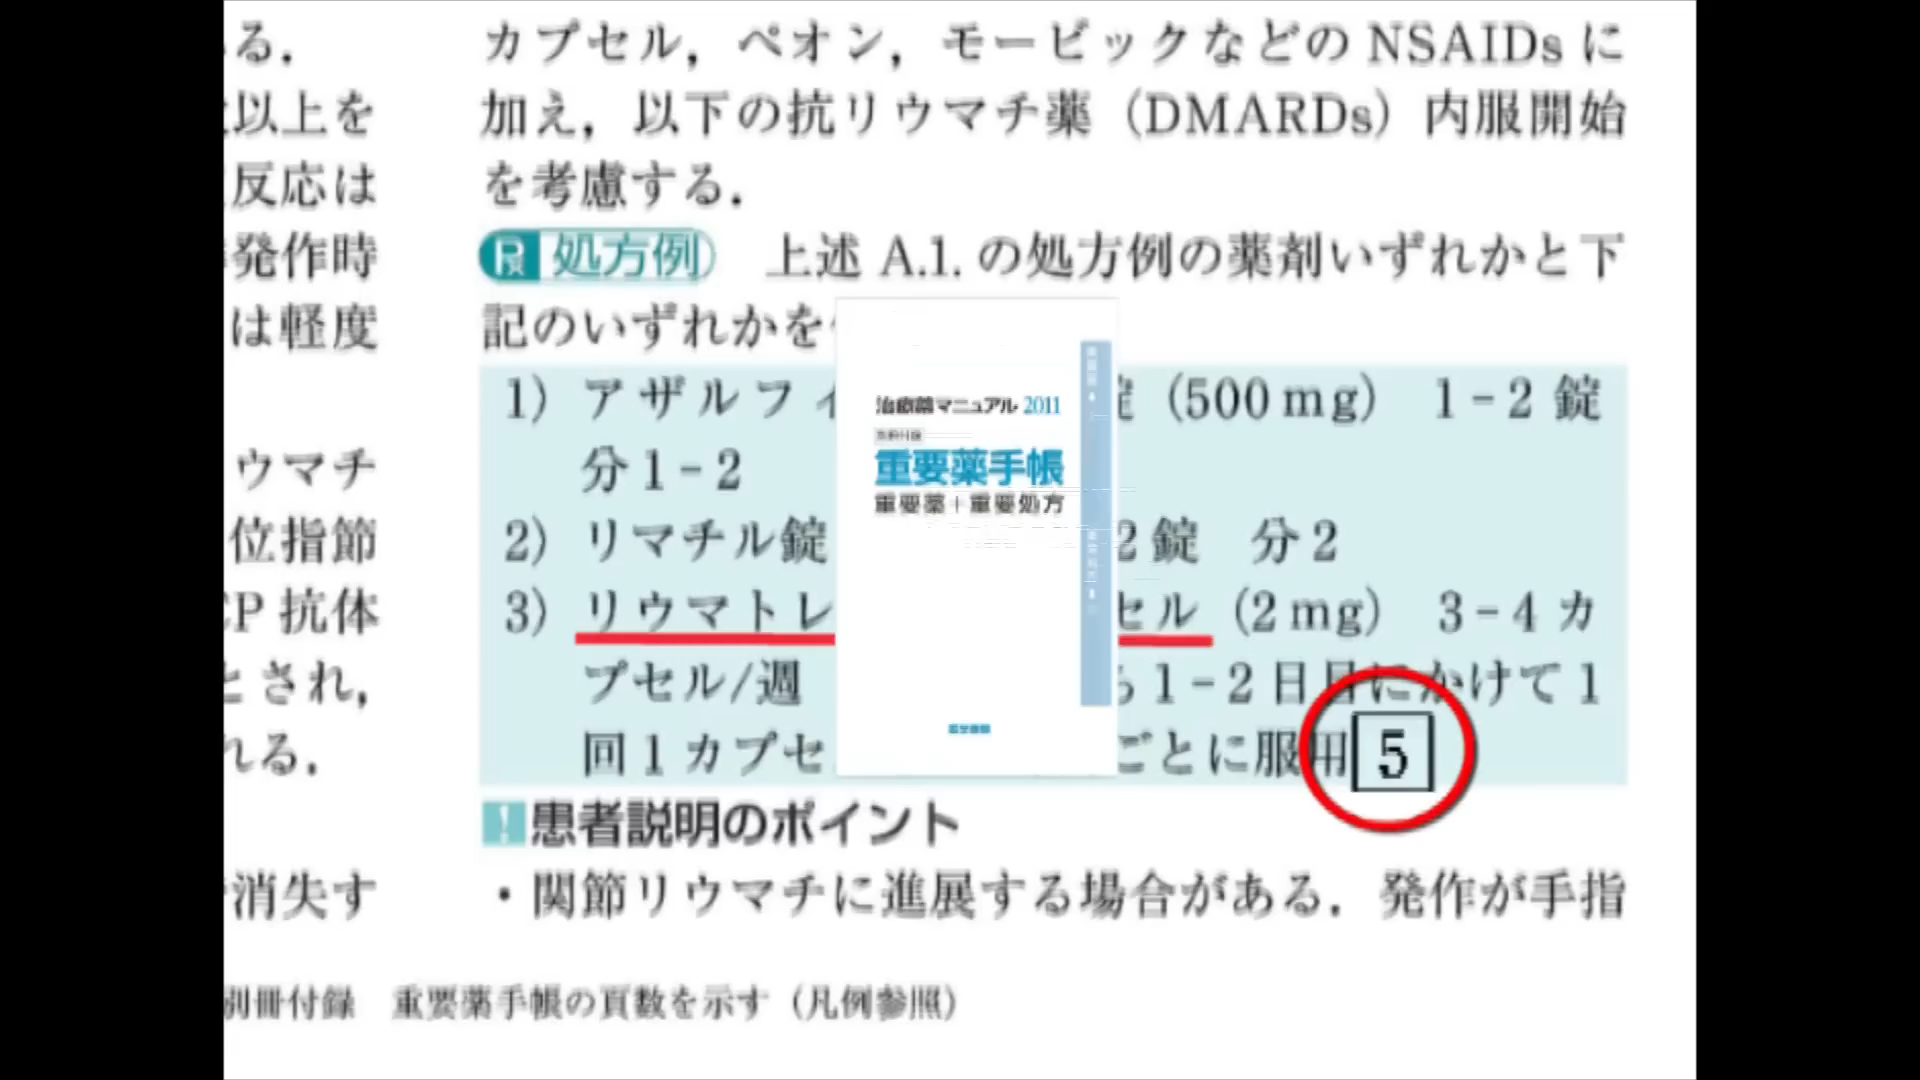 る.
以上を
反応は
発作時
は軽度
ウマチ
位指節
P 抗体
とされ,
れる.
消失す
カプセル,ペオン,モービックなどの NSAIDs に
加え,以下の抗リウマチ薬(DMARDs)内服開始
を考慮する.
処方例 上述 A.1. の処方例の薬剤いずれかと下
記のいずれかを
1) アザルフィ (500 mg) 1-2 錠
分 1-2
2) リマチル錠 2 錠 分 2
3) リウマトレ セル (2 mg) 3-4 カ
プセル/週 1-2 日目にかけて 1
回 1 カプセ ごとに服用 5
!患者説明のポイント
・関節リウマチに進展する場合がある.発作が手指
別冊付録 重要薬手帳の頁数を示す(凡例参照)
治療薬マニュアル 2011
別冊付録
重要薬手帳
重要薬+重要処方
医学書院